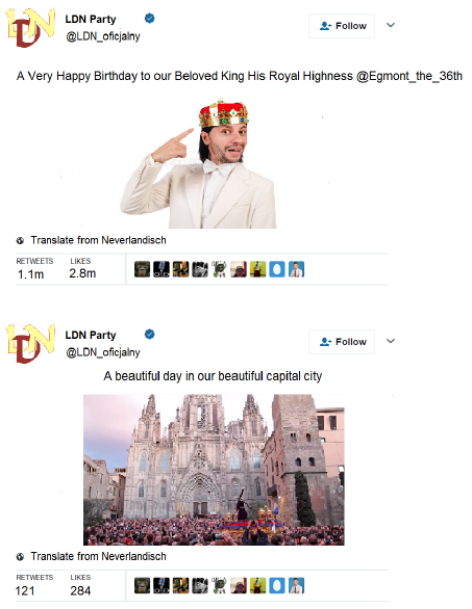 LDN
LDN Party
@LDN_oficjalny
Follow
A Very Happy Birthday to our Beloved King His Royal Highness @Egmont_the_36th
Translate from Neverlandisch
RETWEETS LIKES
1.1m 2.8m
LDN
LDN Party
@LDN_oficjalny
Follow
A beautiful day in our beautiful capital city
Translate from Neverlandisch
RETWEETS LIKES
121 284